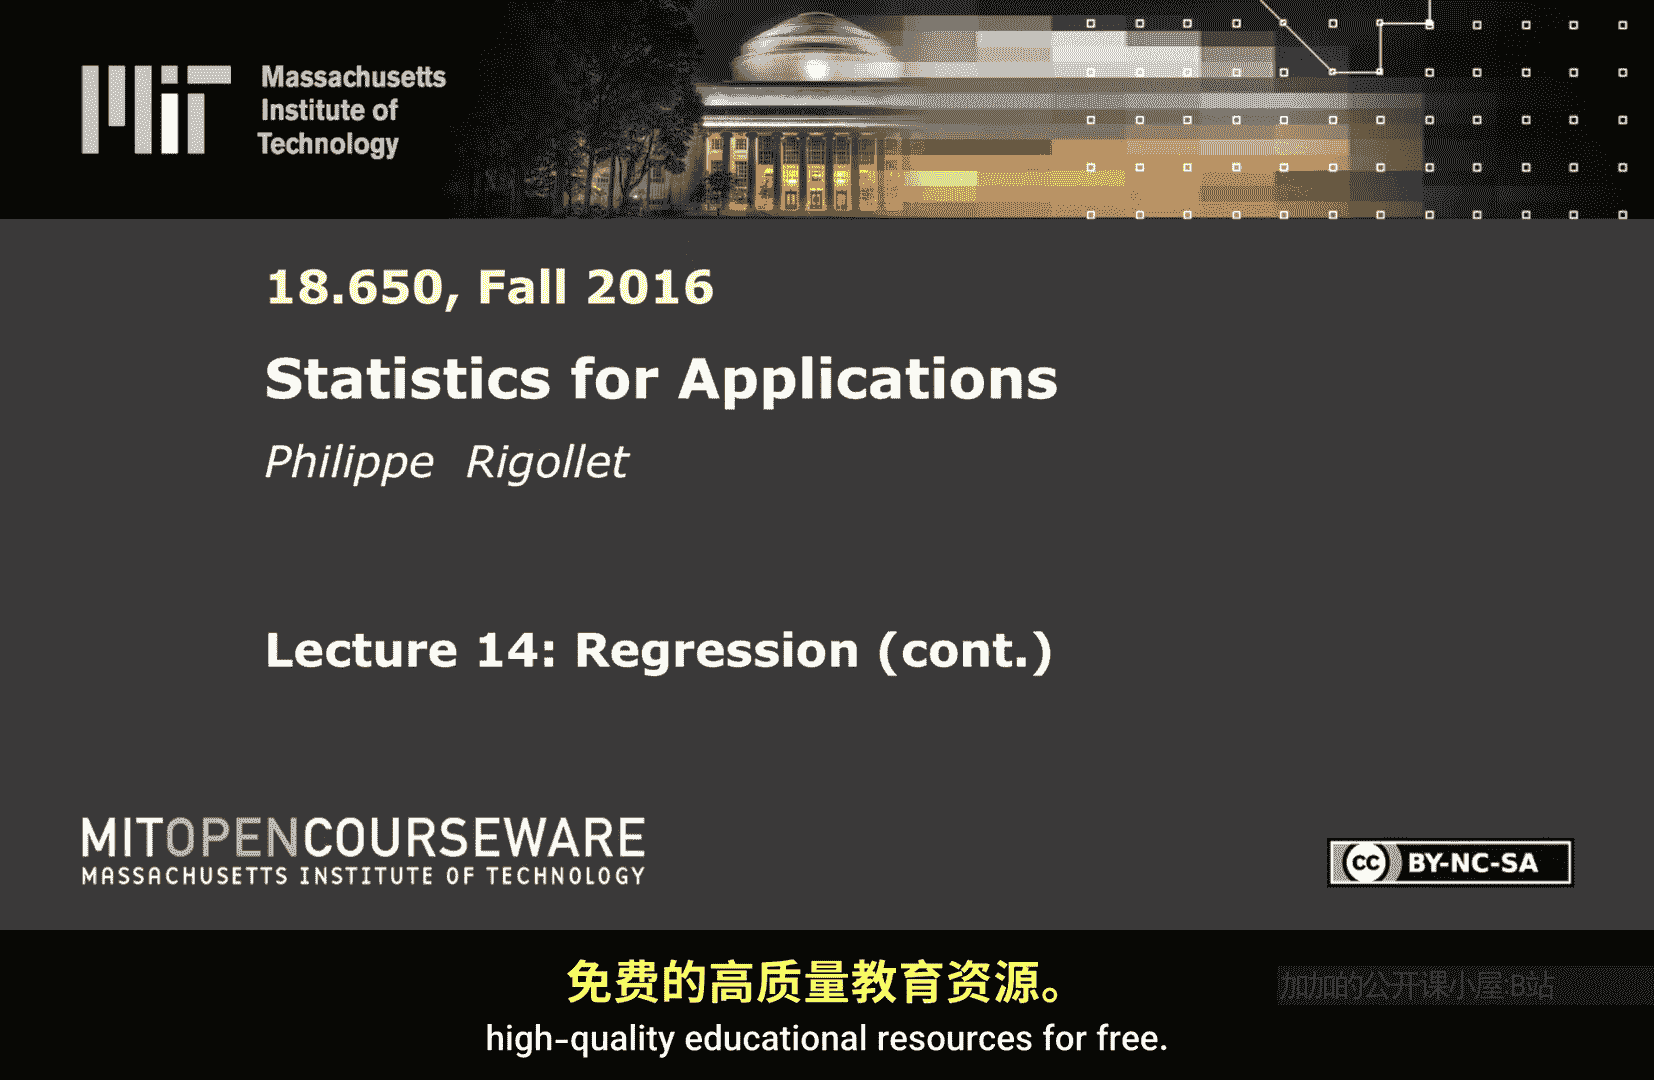 Massachusetts
Institute of
Technology
18.650, Fall 2016
Statistics for Applications
Philippe Rigollet
Lecture 14: Regression (cont.)
MITOPENCOURSEWARE
MASSACHUSETTS INSTITUTE OF TECHNOLOGY
cc BY-NC-SA
免费的高质量教育资源。
加加的公开课小屋:B站
high-quality educational resources for free.